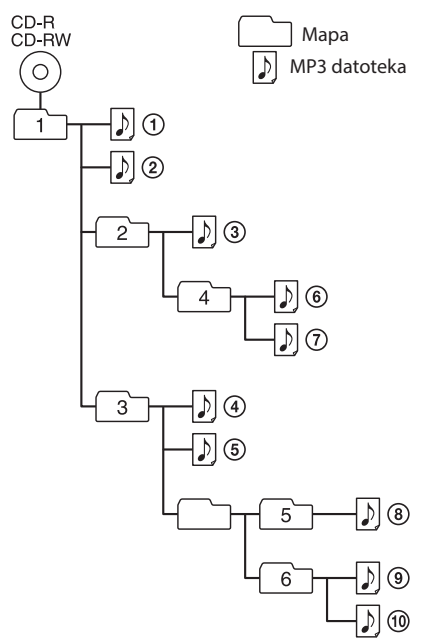 CD-R
CD-RW
Mapa
MP3 datoteka
1 ①
②
2 ③
4 ⑥
⑦
3 ④
⑤
5 ⑧
6 ⑨
⑩